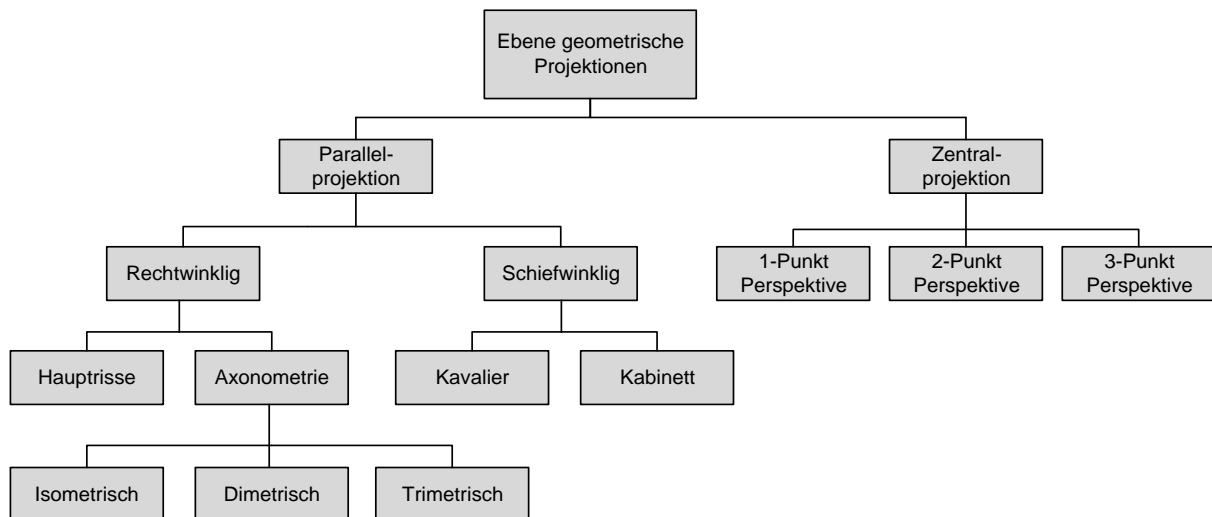 Ebene geometrische
Projektionen
Parallel-
projektion
Zentral-
projektion
Rechtwinklig
Schiefwinklig
1-Punkt
Perspektive
2-Punkt
Perspektive
3-Punkt
Perspektive
Hauptrisse
Axonometrie
Kavalier
Kabinett
Isometrisch
Dimetrisch
Trimetrisch